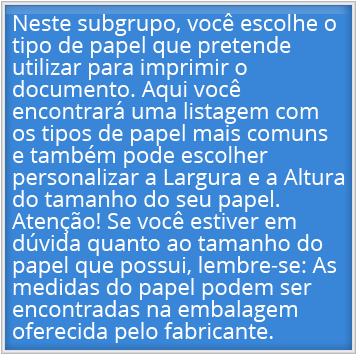 Neste subgrupo, você escolhe o
tipo de papel que pretende
utilizar para imprimir o
documento. Aqui você
encontrará uma listagem com
os tipos de papel mais comuns
e também pode escolher
personalizar a Largura e a Altura
do tamanho do seu papel.
Atenção! Se você estiver em
dúvida quanto ao tamanho do
papel que possui, lembre-se: As
medidas do papel podem ser
encontradas na embalagem
oferecida pelo fabricante.